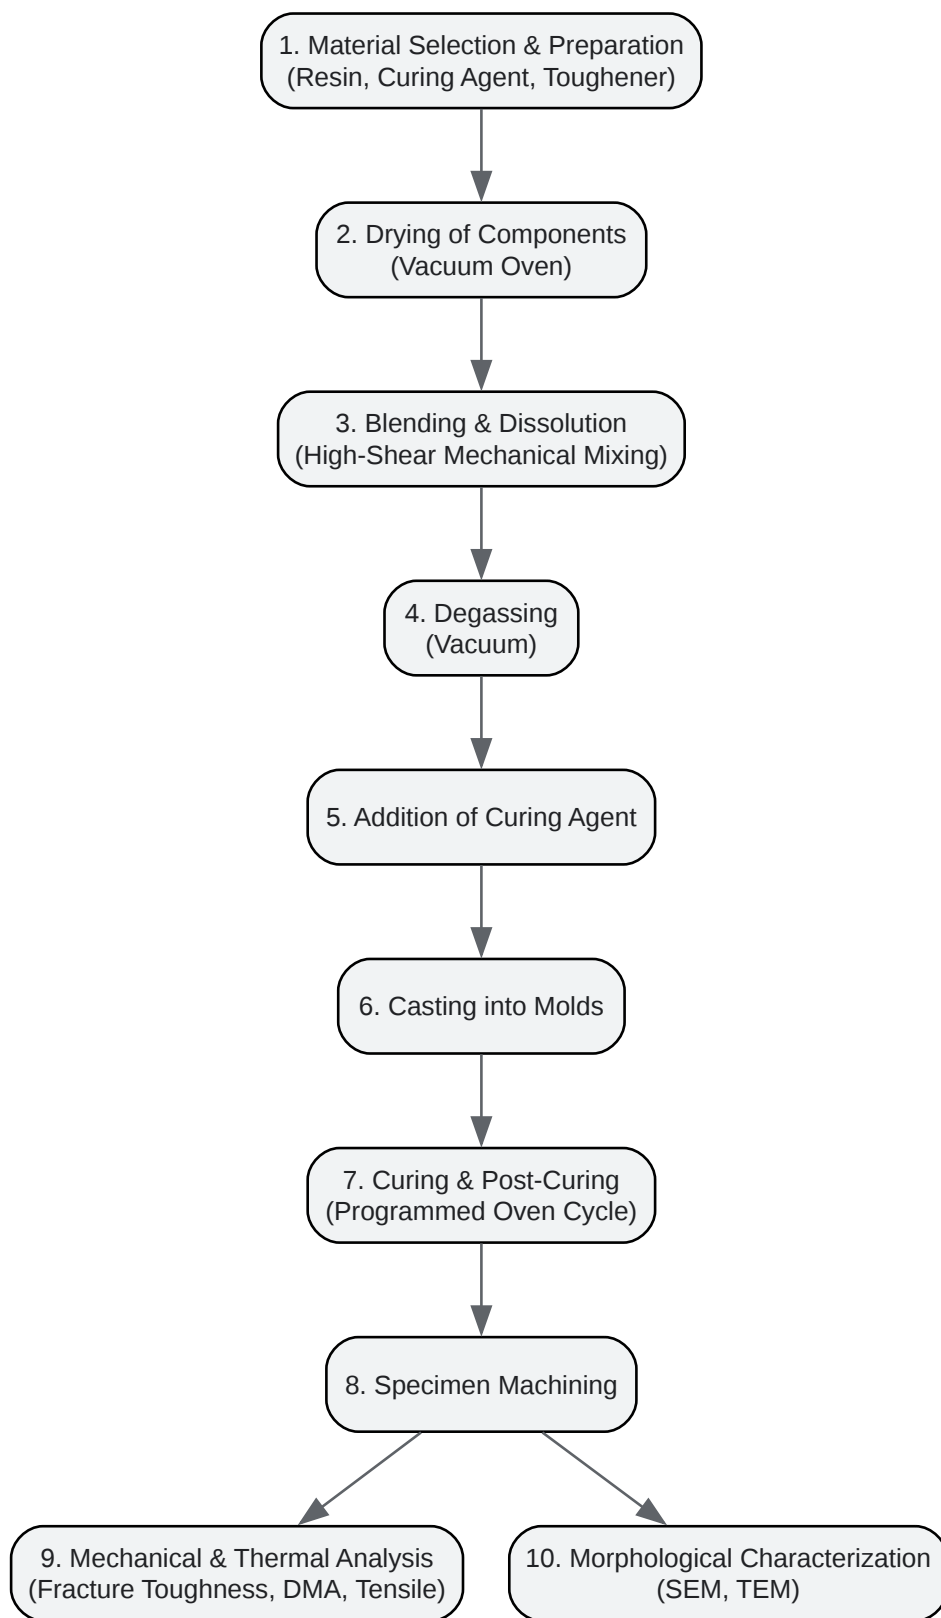 1. Material Selection & Preparation
(Resin, Curing Agent, Toughener)
2. Drying of Components
(Vacuum Oven)
3. Blending & Dissolution
(High-Shear Mechanical Mixing)
4. Degassing
(Vacuum)
5. Addition of Curing Agent
6. Casting into Molds
7. Curing & Post-Curing
(Programmed Oven Cycle)
8. Specimen Machining
9. Mechanical & Thermal Analysis
(Fracture Toughness, DMA, Tensile)
10. Morphological Characterization
(SEM, TEM)